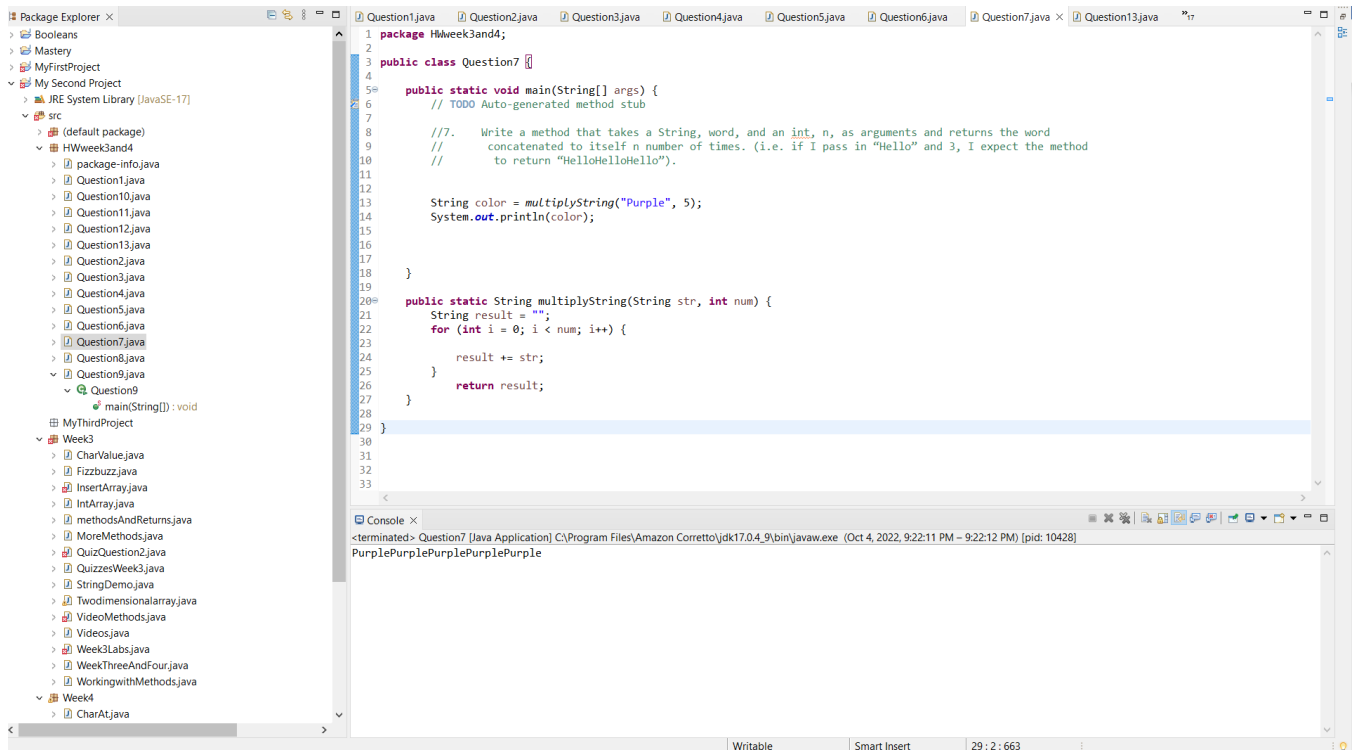 Package Explorer
Booleans
Mastery
MyFirstProject
My Second Project
JRE System Library [JavaSE-17]
src
(default package)
HWweek3and4
package-info.java
Question1.java
Question10.java
Question11.java
Question12.java
Question13.java
Question2.java
Question3.java
Question4.java
Question5.java
Question6.java
Question7.java
Question8.java
Question9.java
Question9
main(String[]) : void
MyThirdProject
Week3
CharValue.java
Fizzbuzz.java
InsertArray.java
IntArray.java
methodsAndReturns.java
MoreMethods.java
QuizQuestion2.java
QuizzesWeek3.java
StringDemo.java
Twodimensionalarray.java
VideoMethods.java
Videos.java
Week3Labs.java
WeekThreeAndFour.java
WorkingwithMethods.java
Week4
CharAt.java
Question1.java Question2.java Question3.java Question4.java Question5.java Question6.java Question7.java Question13.java »17
1 package HWweek3and4;
2
3 public class Question7 {
4
5 public static void main(String[] args) {
6 // TODO Auto-generated method stub
7
8 //7. Write a method that takes a String, word, and an int, n, as arguments and returns the word
9 // concatenated to itself n number of times. (i.e. if I pass in “Hello” and 3, I expect the method
10 // to return “HelloHelloHello”).
11
12
13 String color = multiplyString("Purple", 5);
14 System.out.println(color);
15
16
17
18 }
19
20 public static String multiplyString(String str, int num) {
21 String result = "";
22 for (int i = 0; i < num; i++) {
23
24 result += str;
25 }
26 return result;
27 }
28
29 }
30
31
32
33
Console
<terminated> Question7 [Java Application] C:\Program Files\Amazon Corretto\jdk17.0.4_9\bin\javaw.exe (Oct 4, 2022, 9:22:11 PM – 9:22:12 PM) [pid: 10428]
PurplePurplePurplePurplePurple
Writable Smart Insert 29 : 2 : 663